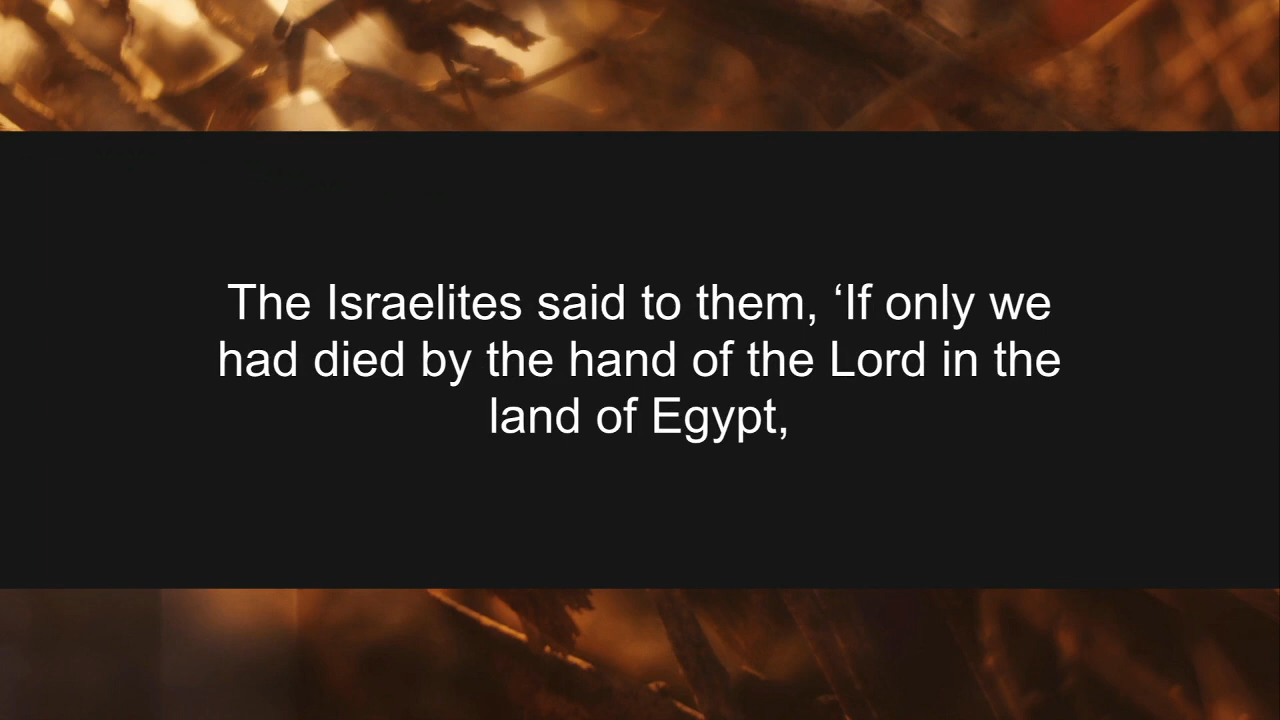 The Israelites said to them, ‘If only we
had died by the hand of the Lord in the
land of Egypt,